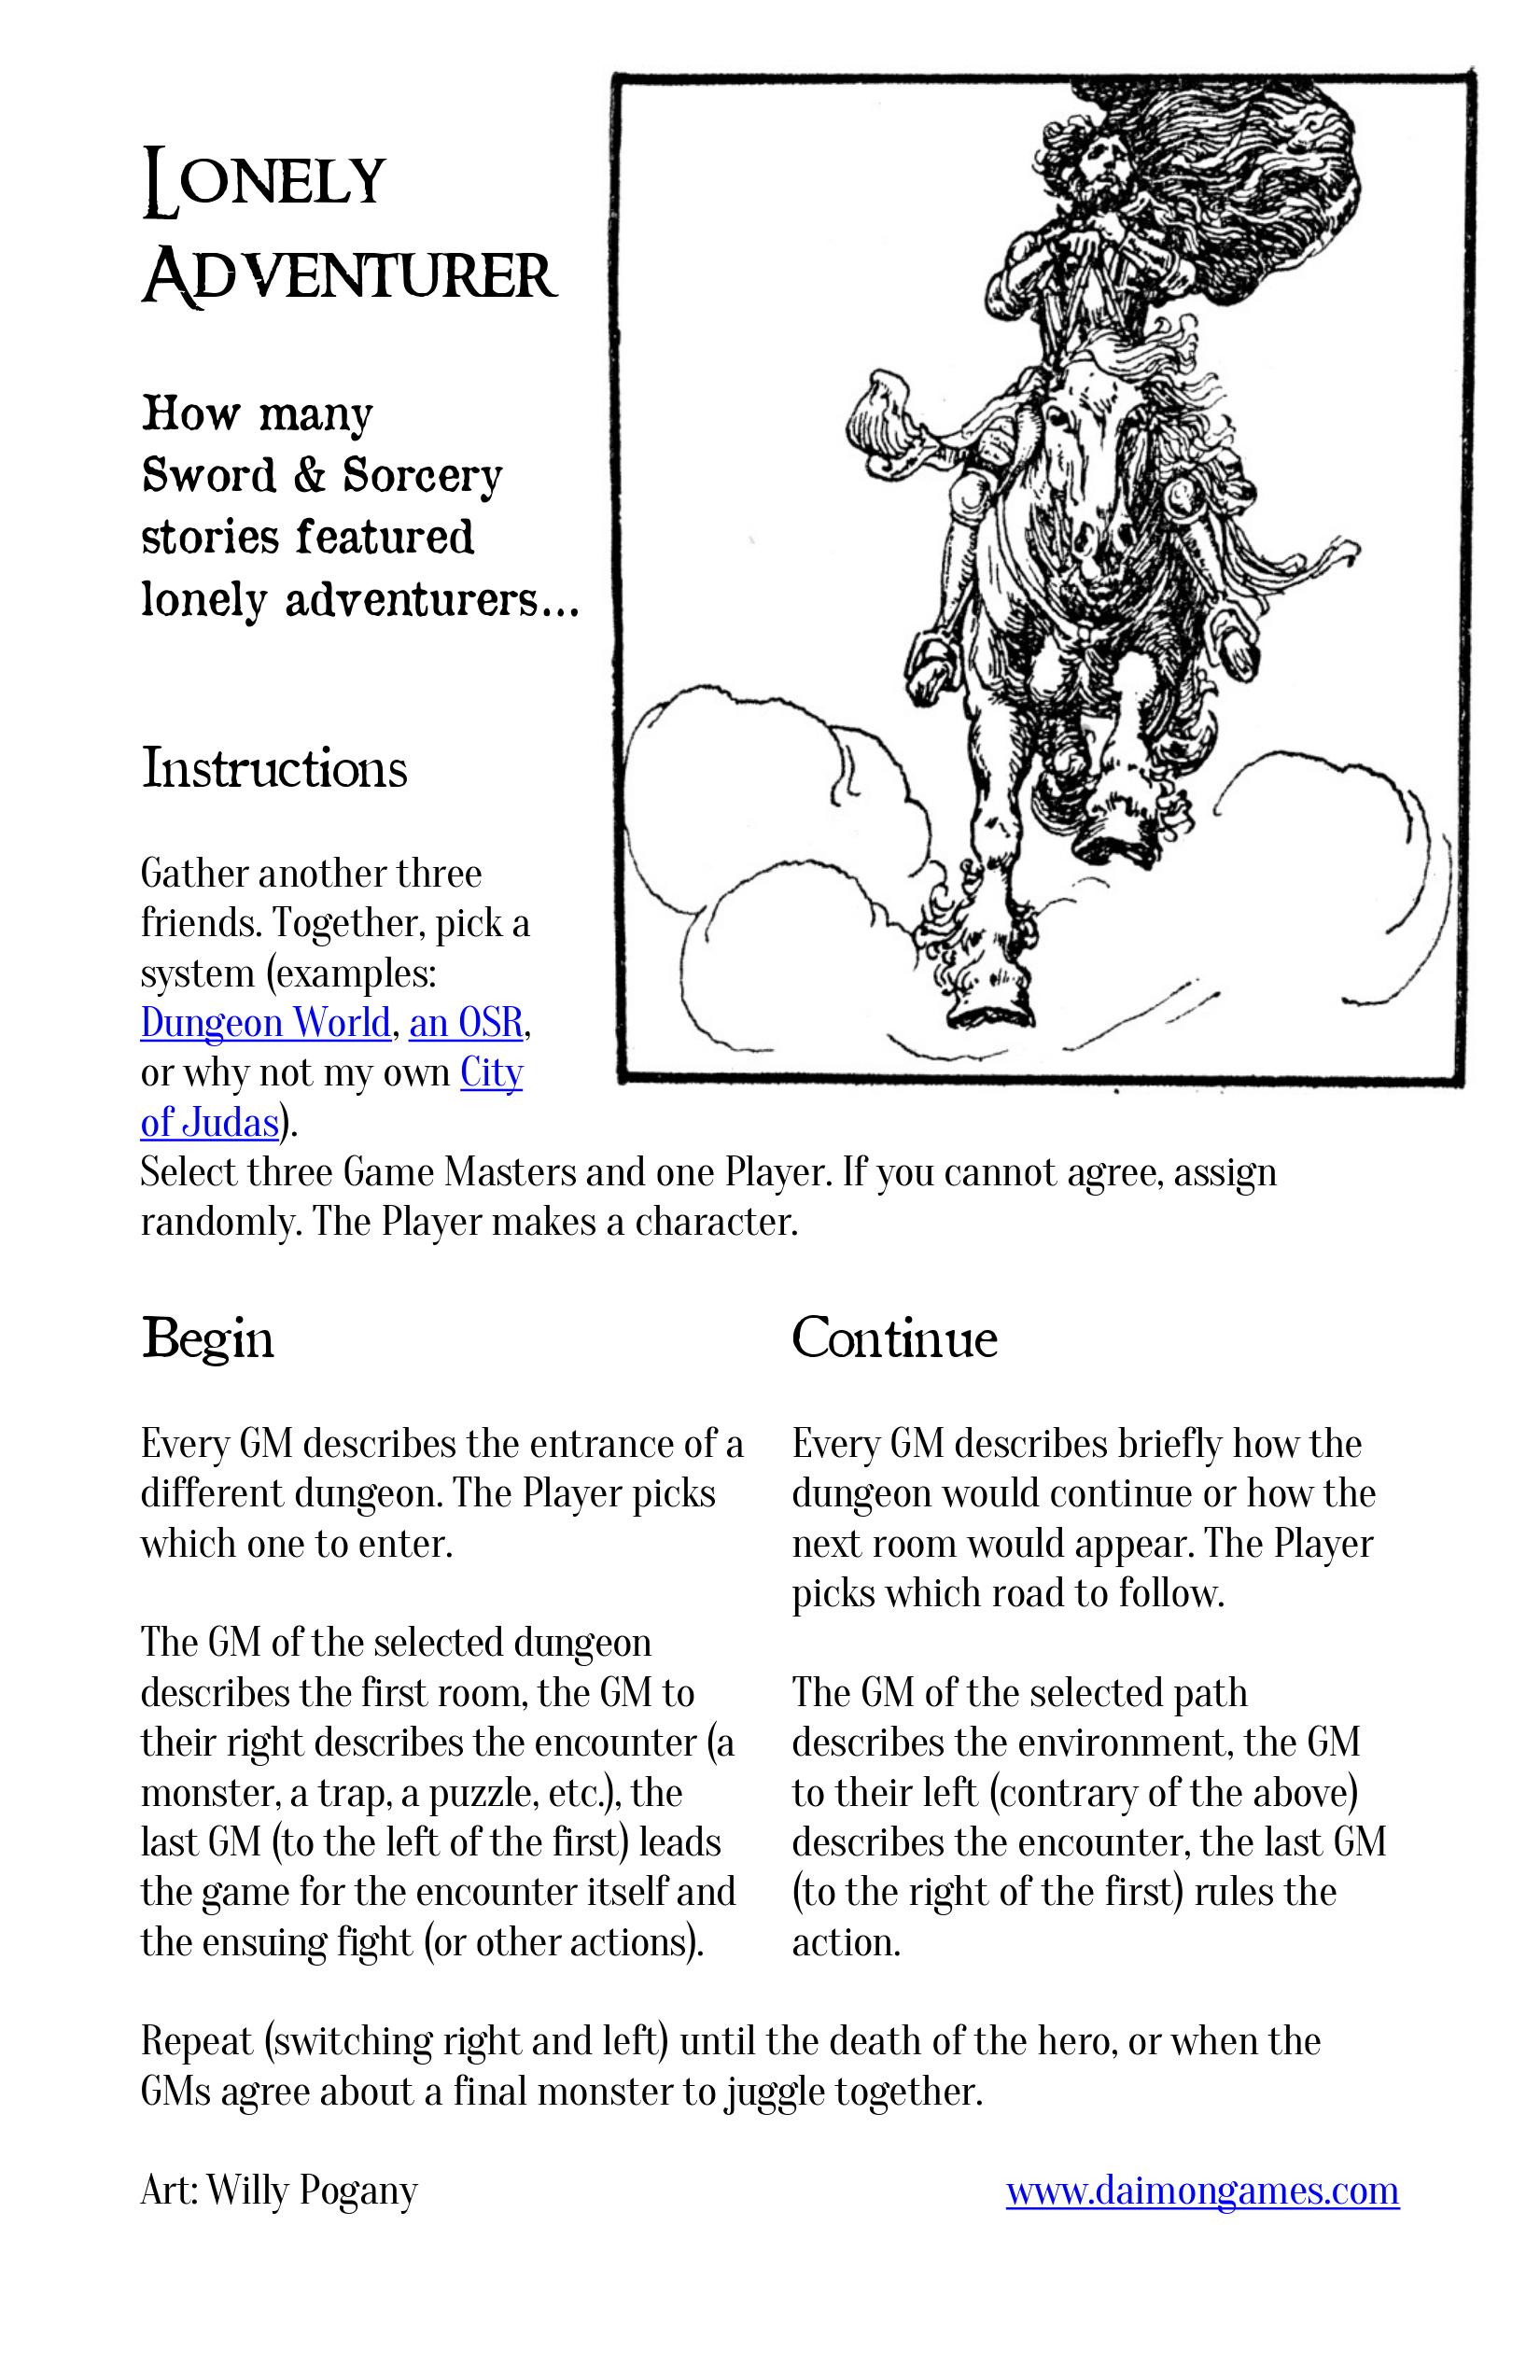 Lonely
Adventurer
How many
Sword & Sorcery
stories featured
lonely adventurers...
Instructions
Gather another three
friends. Together, pick a
system (examples:
Dungeon World, an OSR,
or why not my own City
of Judas).
Select three Game Masters and one Player. If you cannot agree, assign
randomly. The Player makes a character.
Begin
Every GM describes the entrance of a
different dungeon. The Player picks
which one to enter.
The GM of the selected dungeon
describes the first room, the GM to
their right describes the encounter (a
monster, a trap, a puzzle, etc.), the
last GM (to the left of the first) leads
the game for the encounter itself and
the ensuing fight (or other actions).
Continue
Every GM describes briefly how the
dungeon would continue or how the
next room would appear. The Player
picks which road to follow.
The GM of the selected path
describes the environment, the GM
to their left (contrary of the above)
describes the encounter, the last GM
(to the right of the first) rules the
action.
Repeat (switching right and left) until the death of the hero, or when the
GMs agree about a final monster to juggle together.
Art: Willy Pogany
www.daimongames.com